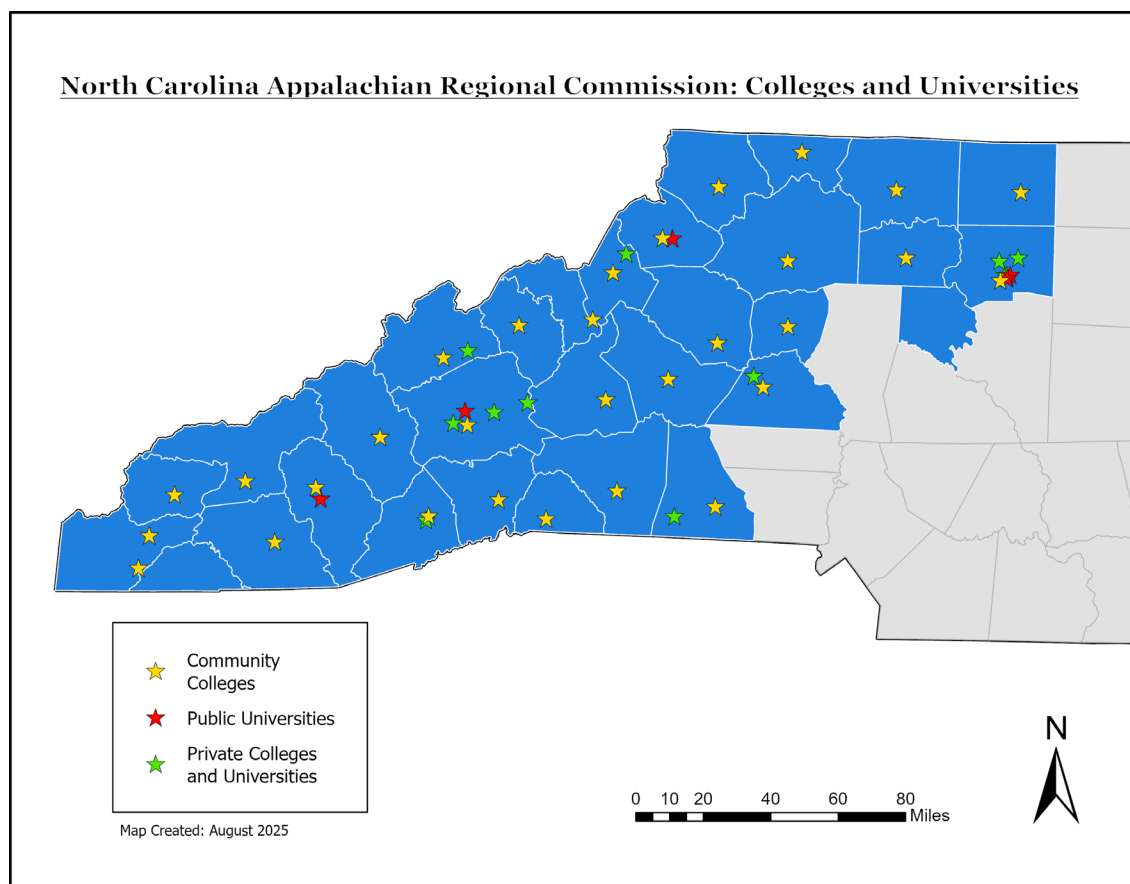 North Carolina Appalachian Regional Commission: Colleges and Universities
Community
Colleges
Public Universities
Private Colleges
and Universities
Map Created: August 2025
0 10 20 40 60 80
Miles
N